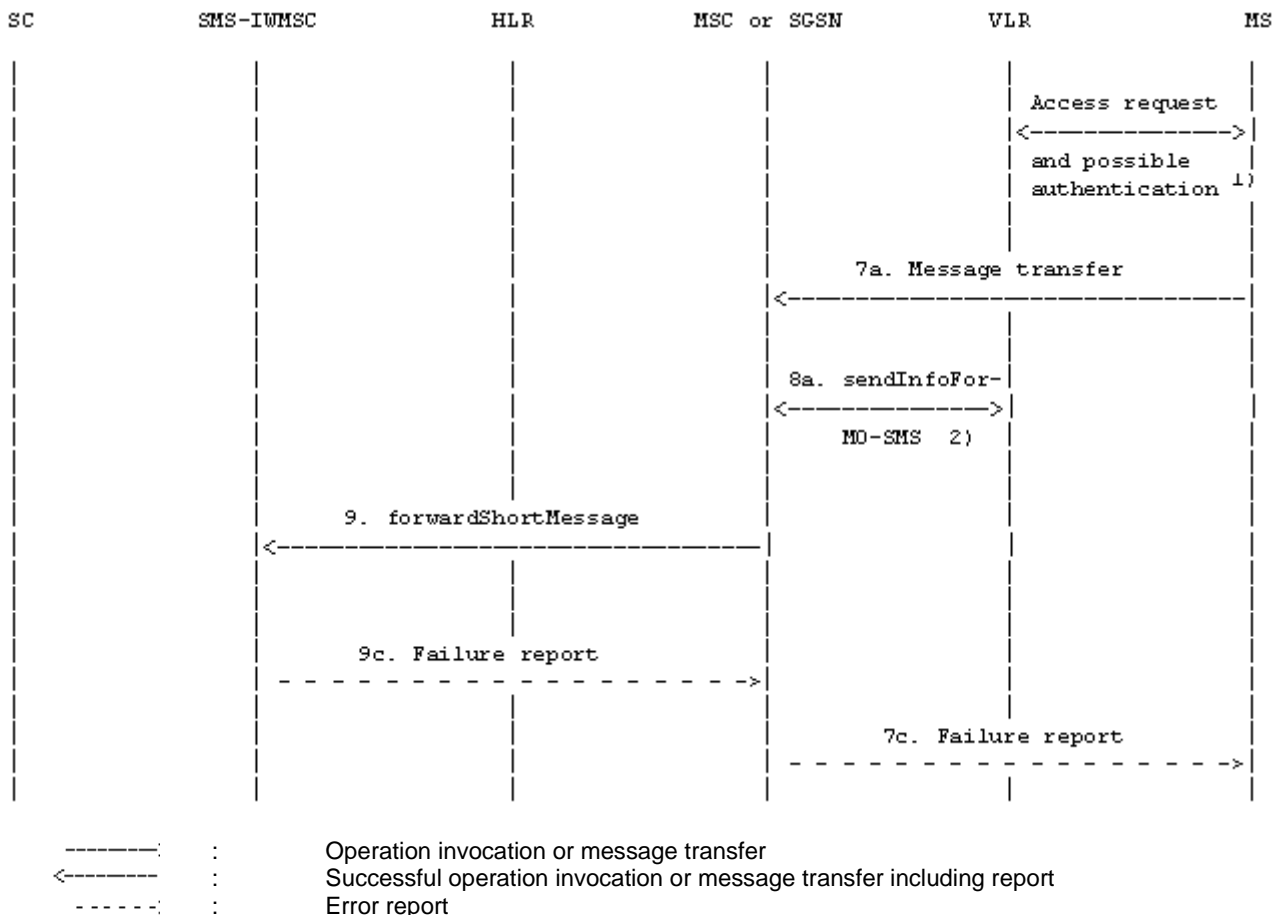 SC SMS-IWMSC HLR MSC or SGSN VLR MS
Access request
and possible
authentication 1)
7a. Message transfer
8a. sendInfoFor-
MO-SMS 2)
9. forwardShortMessage
9c. Failure report
7c. Failure report
: Operation invocation or message transfer
: Successful operation invocation or message transfer including report
: Error report